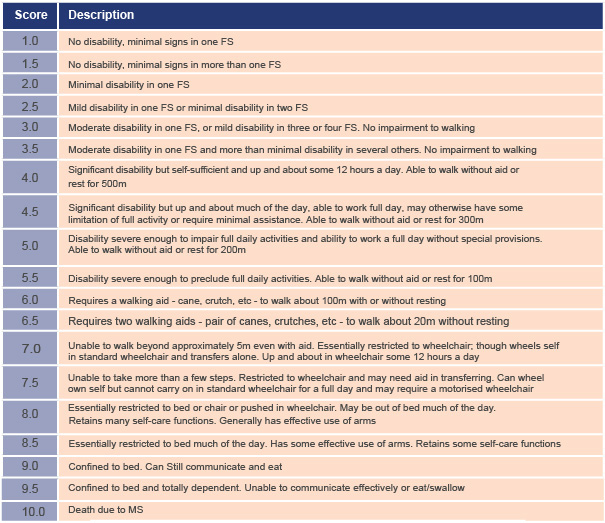 Score Description
1.0 No disability, minimal signs in one FS
1.5 No disability, minimal signs in more than one FS
2.0 Minimal disability in one FS
2.5 Mild disability in one FS or minimal disability in two FS
3.0 Moderate disability in one FS, or mild disability in three or four FS. No impairment to walking
3.5 Moderate disability in one FS and more than minimal disability in several others. No impairment to walking
4.0 Significant disability but self-sufficient and up and about some 12 hours a day. Able to walk without aid or
rest for 500m
4.5 Significant disability but up and about much of the day, able to work full day, may otherwise have some
limitation of full activity or require minimal assistance. Able to walk without aid or rest for 300m
5.0 Disability severe enough to impair full daily activities and ability to work a full day without special provisions.
Able to walk without aid or rest for 200m
5.5 Disability severe enough to preclude full daily activities. Able to walk without aid or rest for 100m
6.0 Requires a walking aid - cane, crutch, etc - to walk about 100m with or without resting
6.5 Requires two walking aids - pair of canes, crutches, etc - to walk about 20m without resting
7.0 Unable to walk beyond approximately 5m even with aid. Essentially restricted to wheelchair; though wheels self
in standard wheelchair and transfers alone. Up and about in wheelchair some 12 hours a day
7.5 Unable to take more than a few steps. Restricted to wheelchair and may need aid in transferring. Can wheel
own self but cannot carry on in standard wheelchair for a full day and may require a motorised wheelchair
8.0 Essentially restricted to bed or chair or pushed in wheelchair. May be out of bed much of the day.
Retains many self-care functions. Generally has effective use of arms
8.5 Essentially restricted to bed much of the day. Has some effective use of arms. Retains some self-care functions
9.0 Confined to bed. Can Still communicate and eat
9.5 Confined to bed and totally dependent. Unable to communicate effectively or eat/swallow
10.0 Death due to MS